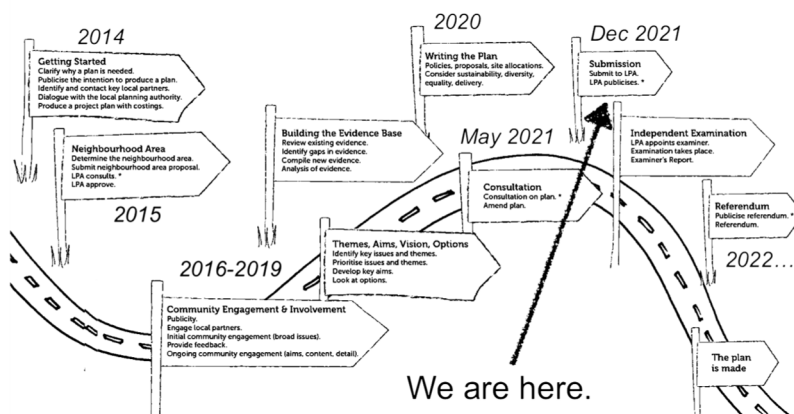 2014
Getting Started
Clarify why a plan is needed.
Publicise the intention to produce a plan.
Identify and contact key local partners.
Dialogue with the local planning authority.
Produce a project plan with costings.
Neighbourhood Area
Determine the neighbourhood area.
Submit neighbourhood area proposal.
LPA consults. *
LPA approve.
2015
2016-2019
Community Engagement & Involvement
Publicity.
Engage local partners.
Initial community engagement (broad issues).
Provide feedback.
Ongoing community engagement (aims, content, detail).
Building the Evidence Base
Review existing evidence.
Identify gaps in evidence.
Compile new evidence.
Analysis of evidence.
Themes, Aims, Vision, Options
Identify key issues and themes.
Prioritise issues and themes.
Develop key aims.
Look at options.
2020
Writing the Plan
Policies, proposals, site allocations.
Consider sustainability, diversity,
equality, delivery.
May 2021
Consultation
Consultation on plan. *
Amend plan.
Dec 2021
Submission
Submit to LPA.
LPA publicises. *
Independent Examination
LPA appoints examiner.
Examination takes place.
Examiner's Report.
Referendum
Publicise referendum. *
Referendum.
2022...
The plan
is made
We are here.